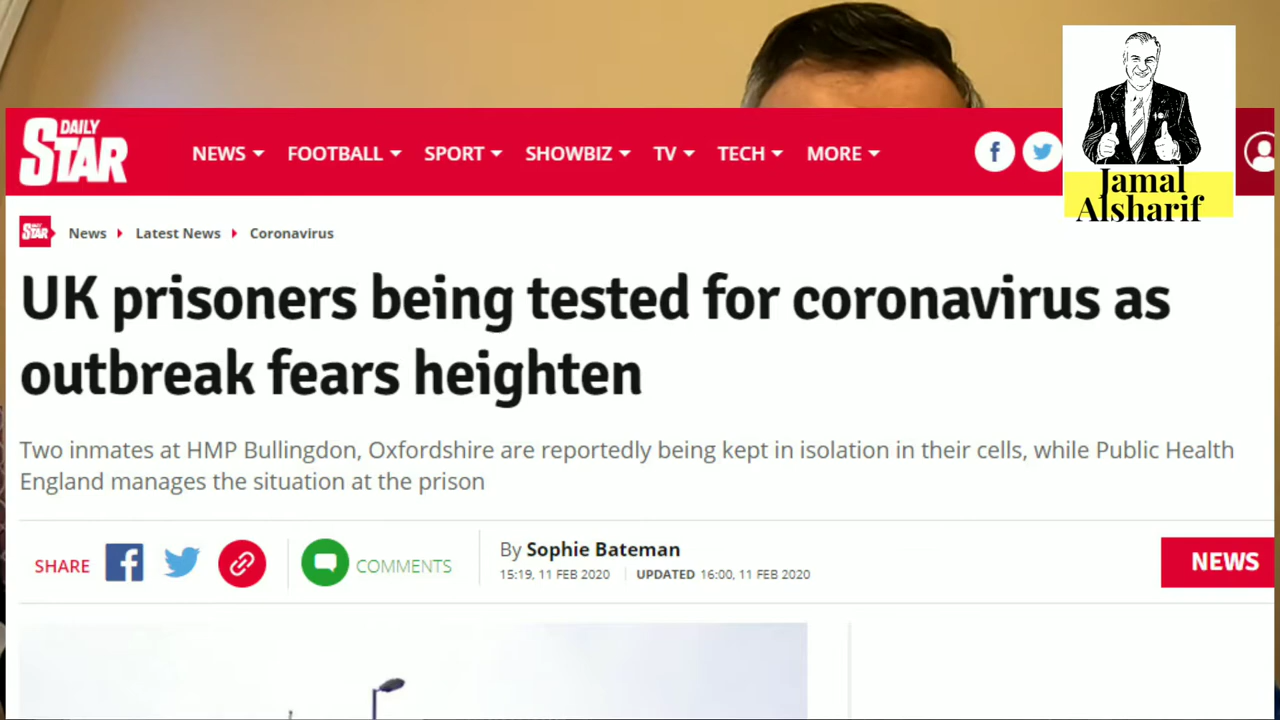 DAILY
STAR
NEWS FOOTBALL SPORT SHOWBIZ TV TECH MORE
Jamal
Alsharif
DAILY STAR News Latest News Coronavirus
UK prisoners being tested for coronavirus as
outbreak fears heighten
Two inmates at HMP Bullingdon, Oxfordshire are reportedly being kept in isolation in their cells, while Public Health
England manages the situation at the prison
SHARE COMMENTS
By Sophie Bateman
15:19, 11 FEB 2020 UPDATED 16:00, 11 FEB 2020
NEWS